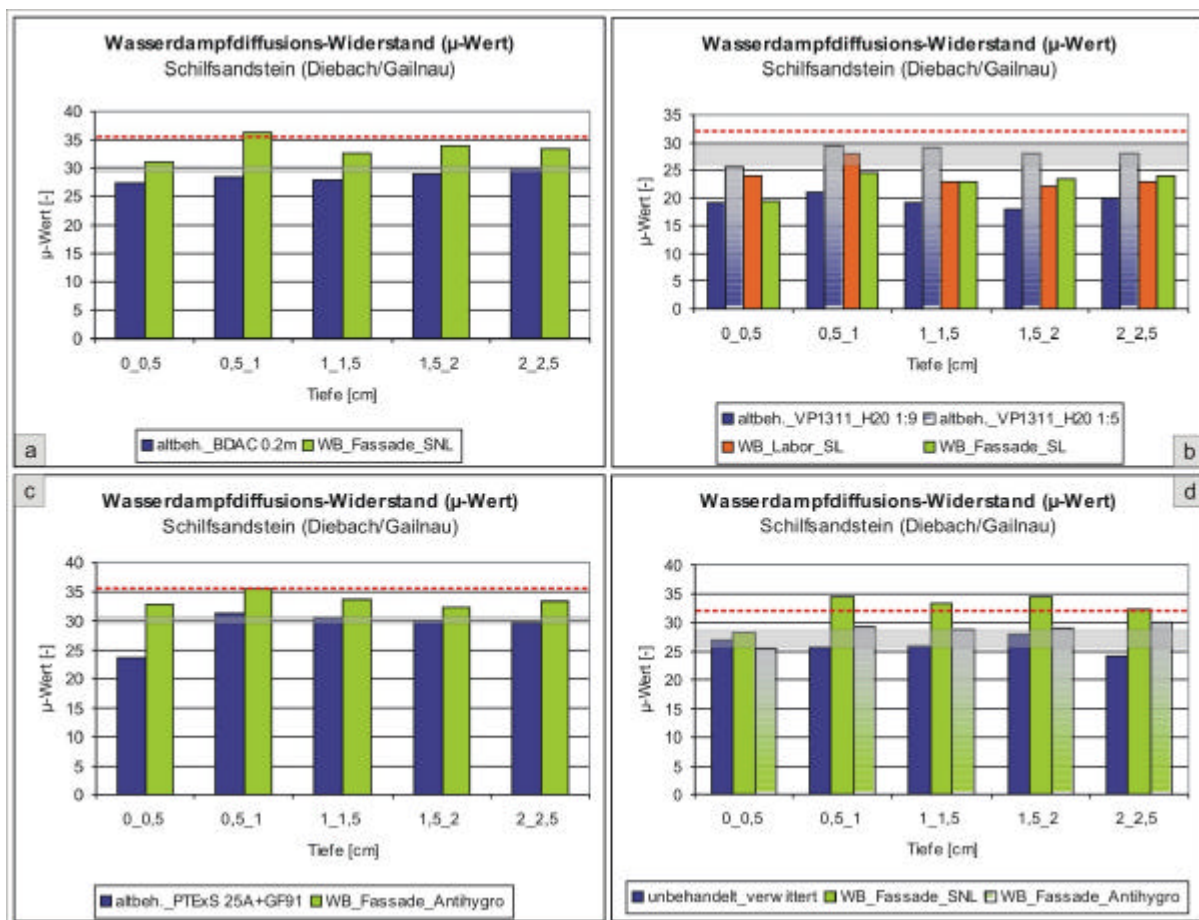 Wasserdampfdiffusions-Widerstand (µ-Wert)
Schilfsandstein (Diebach/Gailnau)
µ-Wert [-]
40
35
30
25
20
15
10
5
0
0_0,5
0,5_1
1_1,5
1,5_2
2_2,5
Tiefe [cm]
altbeh._BDAC 0.2m
WB_Fassade_SNL
a
Wasserdampfdiffusions-Widerstand (µ-Wert)
Schilfsandstein (Diebach/Gailnau)
µ-Wert [-]
35
30
25
20
15
10
5
0
0_0,5
0,5_1
1_1,5
1,5_2
2_2,5
Tiefe [cm]
altbeh._VP1311_H20 1:9
altbeh._VP1311_H20 1:5
WB_Labor_SL
WB_Fassade_SL
b
c
Wasserdampfdiffusions-Widerstand (µ-Wert)
Schilfsandstein (Diebach/Gailnau)
µ-Wert [-]
40
35
30
25
20
15
10
5
0
0_0,5
0,5_1
1_1,5
1,5_2
2_2,5
Tiefe [cm]
altbeh._PTExS 25A+GF91
WB_Fassade_Antihygro
d
Wasserdampfdiffusions-Widerstand (µ-Wert)
Schilfsandstein (Diebach/Gailnau)
µ-Wert [-]
40
35
30
25
20
15
10
5
0
0_0,5
0,5_1
1_1,5
1,5_2
2_2,5
Tiefe [cm]
unbehandelt_verwittert
WB_Fassade_SNL
WB_Fassade_Antihygro